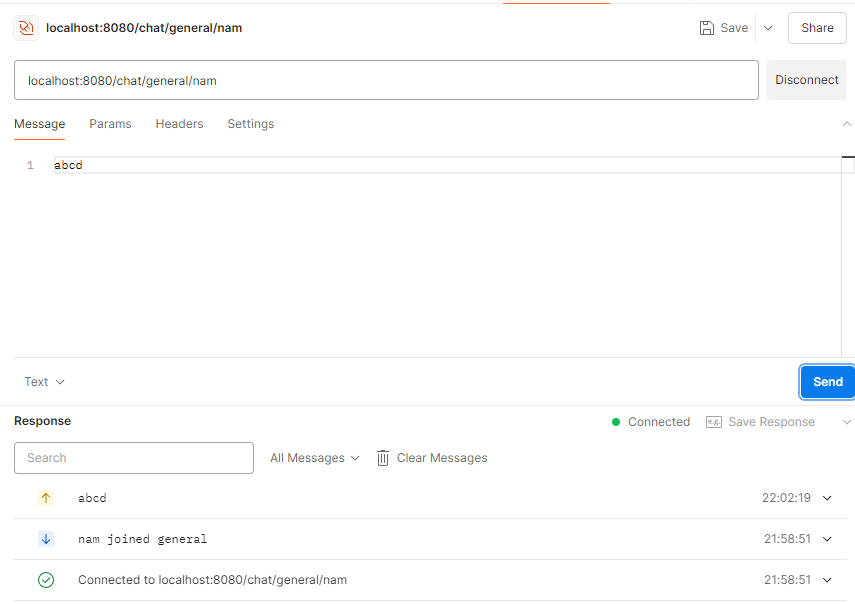 localhost:8080/chat/general/nam Save Share
localhost:8080/chat/general/nam Disconnect
Message Params Headers Settings
1 abcd
Text Send
Response Connected e.g. Save Response
Search All Messages Clear Messages
abcd 22:02:19
nam joined general 21:58:51
Connected to localhost:8080/chat/general/nam 21:58:51